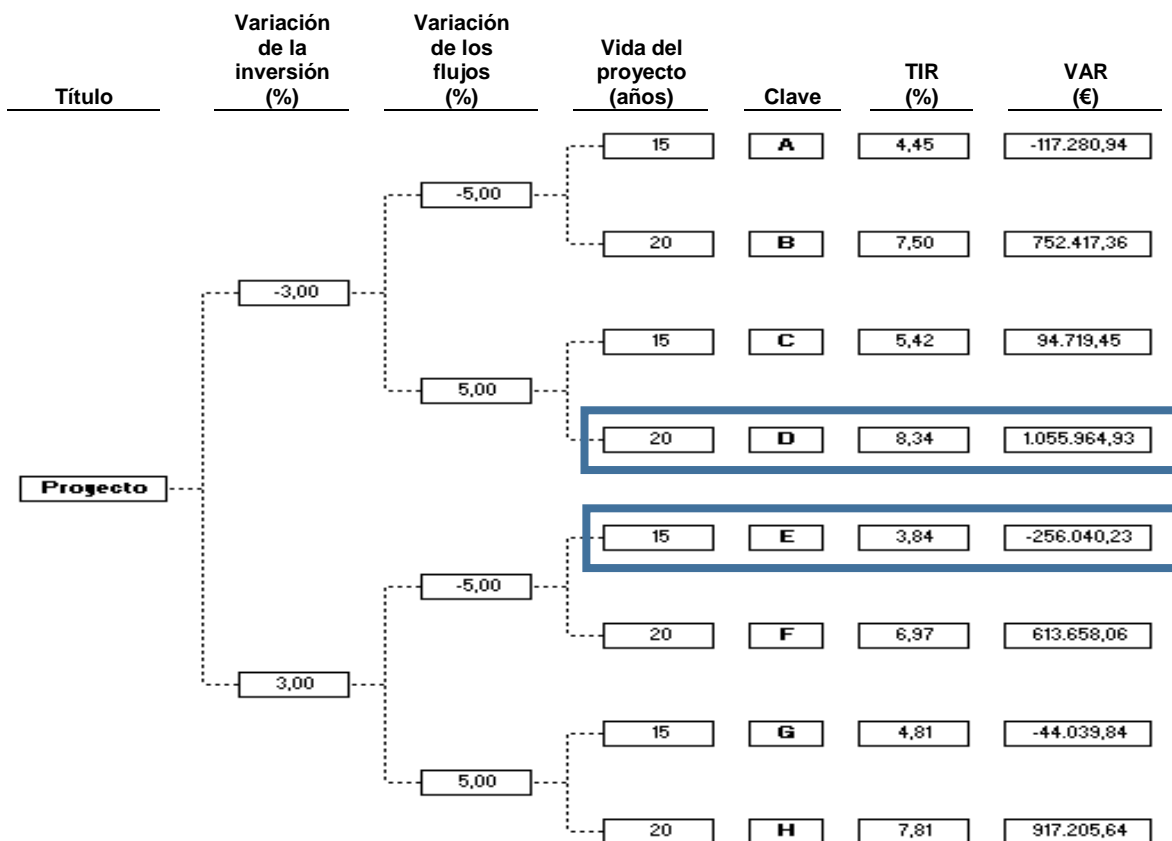 Variación
de la
inversión
(%)
Variación
de los
flujos
(%)
Vida del
proyecto
(años)
TIR
(%)
VAR
(€)
Título
Clave
15 A 4,45 -117.280,94
-5,00
20 B 7,50 752.417,36
-3,00
15 C 5,42 94.719,45
5,00
20 D 8,34 1.055.964,93
Proyecto
15 E 3,84 -256.040,23
-5,00
20 F 6,97 613.658,06
3,00
15 G 4,81 -44.039,84
5,00
20 H 7,81 917.205,64